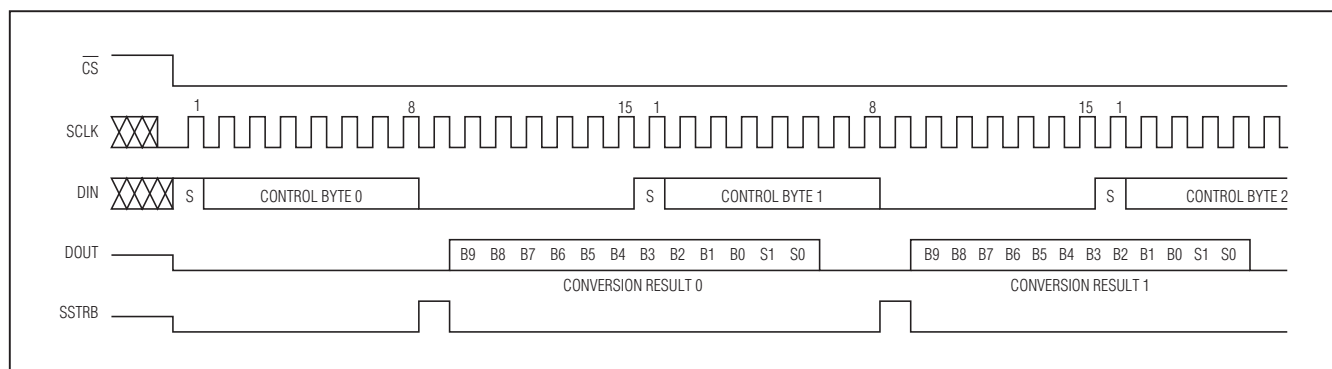 CS
1 8 15 1 8 15 1
SCLK
DIN S CONTROL BYTE 0 S CONTROL BYTE 1 S CONTROL BYTE 2
DOUT B9 B8 B7 B6 B5 B4 B3 B2 B1 B0 S1 S0 B9 B8 B7 B6 B5 B4 B3 B2 B1 B0 S1 S0
CONVERSION RESULT 0 CONVERSION RESULT 1
SSTRB